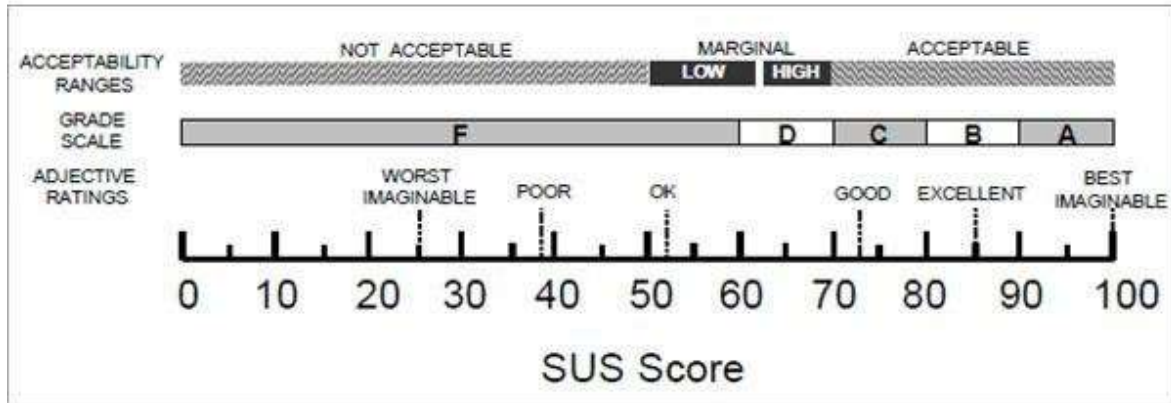 NOT ACCEPTABLE MARGINAL ACCEPTABLE
ACCEPTABILITY
RANGES
LOW HIGH
GRADE
SCALE
F D C B A
ADJECTIVE
RATINGS
WORST
IMAGINABLE
POOR
OK
GOOD
EXCELLENT
BEST
IMAGINABLE
0 10 20 30 40 50 60 70 80 90 100
SUS Score